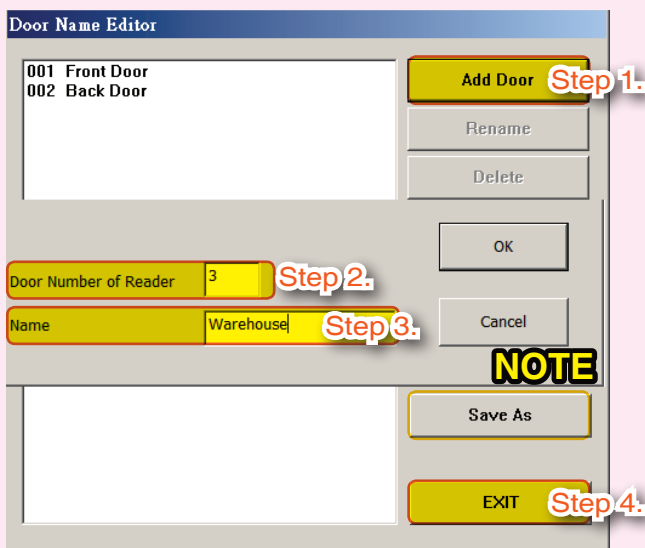 Door Name Editor
001 Front Door
002 Back Door
Add Door Step 1.
Rename
Delete
OK
Door Number of Reader 3 Step 2.
Name Warehouse Step 3.
Cancel
NOTE
Save As
EXIT Step 4.